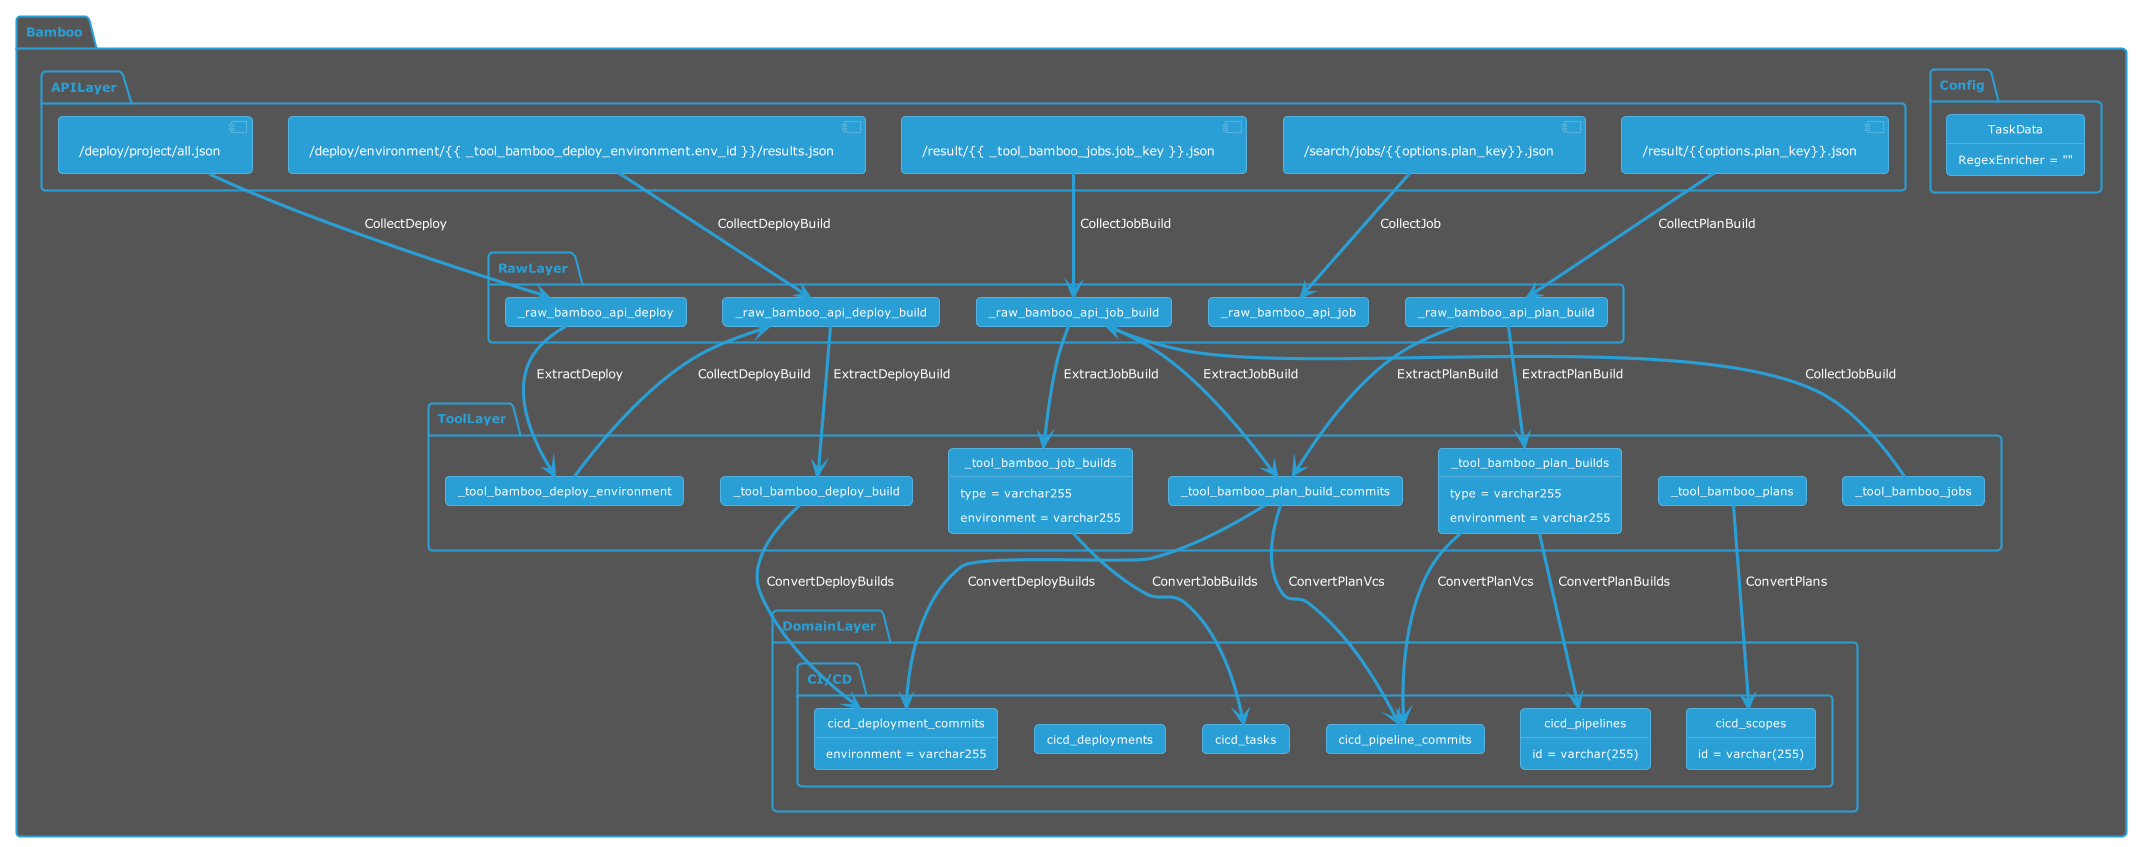 Bamboo
APILayer
Config
/deploy/project/all.json
/deploy/environment/{{ _tool_bamboo_deploy_environment.env_id }}/results.json
/result/{{ _tool_bamboo_jobs.job_key }}.json
/search/jobs/{{options.plan_key}}.json
/result/{{options.plan_key}}.json
TaskData
RegexEnricher = ""
CollectDeploy
CollectDeployBuild
CollectJobBuild
CollectJob
CollectPlanBuild
RawLayer
_raw_bamboo_api_deploy
_raw_bamboo_api_deploy_build
_raw_bamboo_api_job_build
_raw_bamboo_api_job
_raw_bamboo_api_plan_build
ExtractDeploy
CollectDeployBuild
ExtractDeployBuild
ExtractJobBuild
ExtractJobBuild
ExtractPlanBuild
ExtractPlanBuild
CollectJobBuild
ToolLayer
_tool_bamboo_deploy_environment
_tool_bamboo_deploy_build
_tool_bamboo_job_builds
type = varchar255
environment = varchar255
_tool_bamboo_plan_build_commits
_tool_bamboo_plan_builds
type = varchar255
environment = varchar255
_tool_bamboo_plans
_tool_bamboo_jobs
ConvertDeployBuilds
ConvertDeployBuilds
ConvertJobBuilds
ConvertPlanVcs
ConvertPlanVcs
ConvertPlanBuilds
ConvertPlans
DomainLayer
CI/CD
cicd_deployment_commits
environment = varchar255
cicd_deployments
cicd_tasks
cicd_pipeline_commits
cicd_pipelines
id = varchar(255)
cicd_scopes
id = varchar(255)